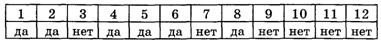 1 2 3 4 5 6 7 8 9 10 11 12
да да нет да да да нет да нет нет нет нет